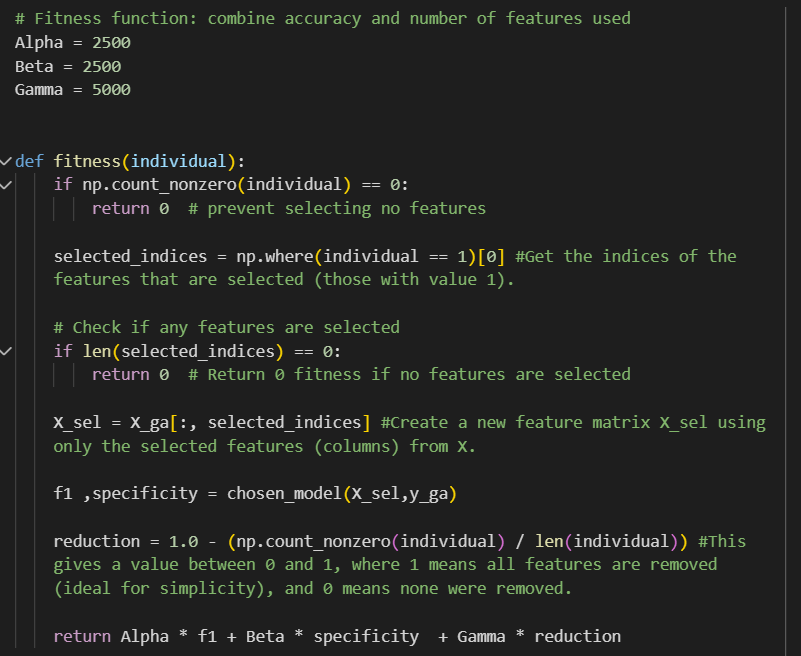 # Fitness function: combine accuracy and number of features used
Alpha = 2500
Beta = 2500
Gamma = 5000
def fitness(individual):
if np.count_nonzero(individual) == 0:
return 0  # prevent selecting no features
selected_indices = np.where(individual == 1)[0] #Get the indices of the
features that are selected (those with value 1).
# Check if any features are selected
if len(selected_indices) == 0:
return 0  # Return 0 fitness if no features are selected
X_sel = X_ga[:, selected_indices] #Create a new feature matrix X_sel using
only the selected features (columns) from X.
f1 ,specificity = chosen_model(X_sel,y_ga)
reduction = 1.0 - (np.count_nonzero(individual) / len(individual)) #This
gives a value between 0 and 1, where 1 means all features are removed
(ideal for simplicity), and 0 means none were removed.
return Alpha * f1 + Beta * specificity  + Gamma * reduction